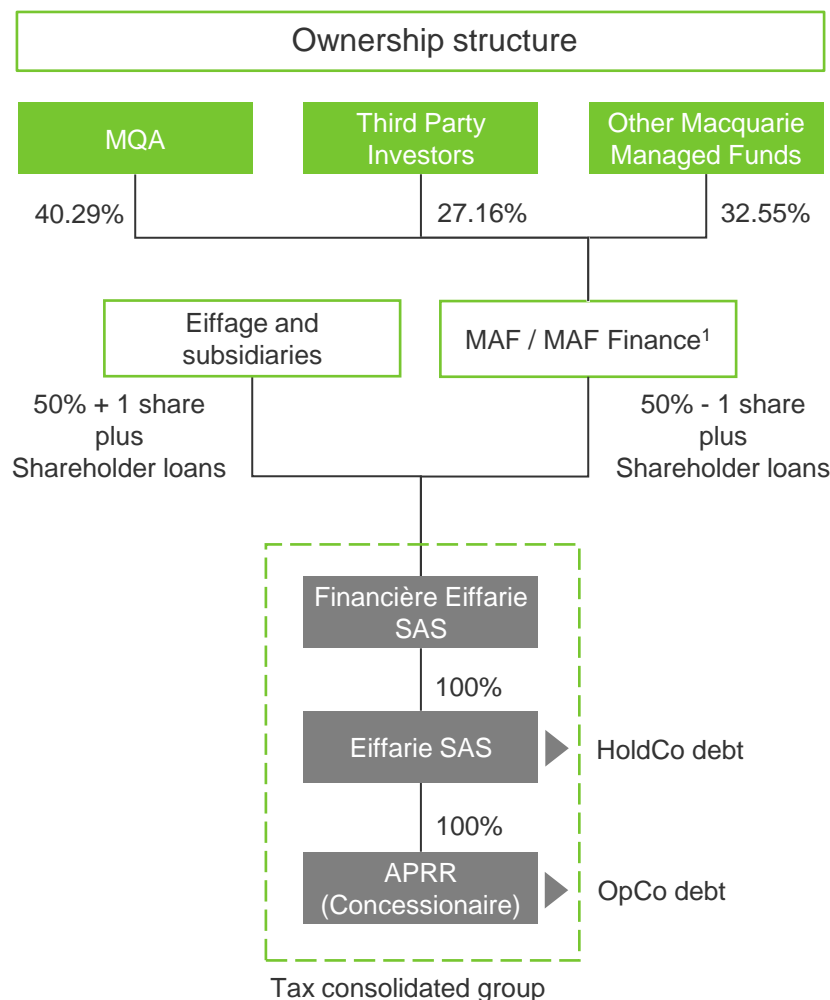 Ownership structure
MQA
Third Party
Investors
Other Macquarie
Managed Funds
40.29%
27.16%
32.55%
Eiffage and
subsidiaries
MAF / MAF Finance¹
50% + 1 share
plus
Shareholder loans
50% - 1 share
plus
Shareholder loans
Financière Eiffarie
SAS
100%
Eiffarie SAS
HoldCo debt
100%
APRR
(Concessionaire)
OpCo debt
Tax consolidated group